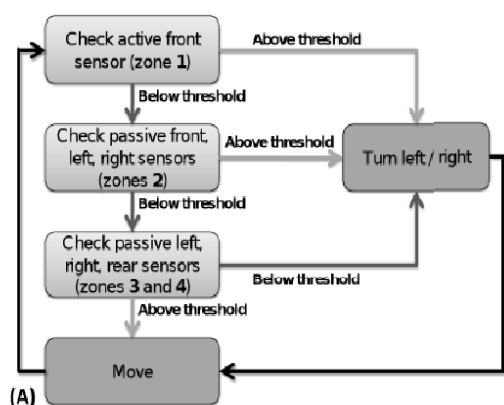 Check active front
sensor (zone 1)
Above threshold
Below threshold
Check passive front,
left, right sensors
(zones 2)
Above threshold
Turn left / right
Below threshold
Check passive left,
right, rear sensors
(zones 3 and 4)
Below threshold
Above threshold
Move
(A)